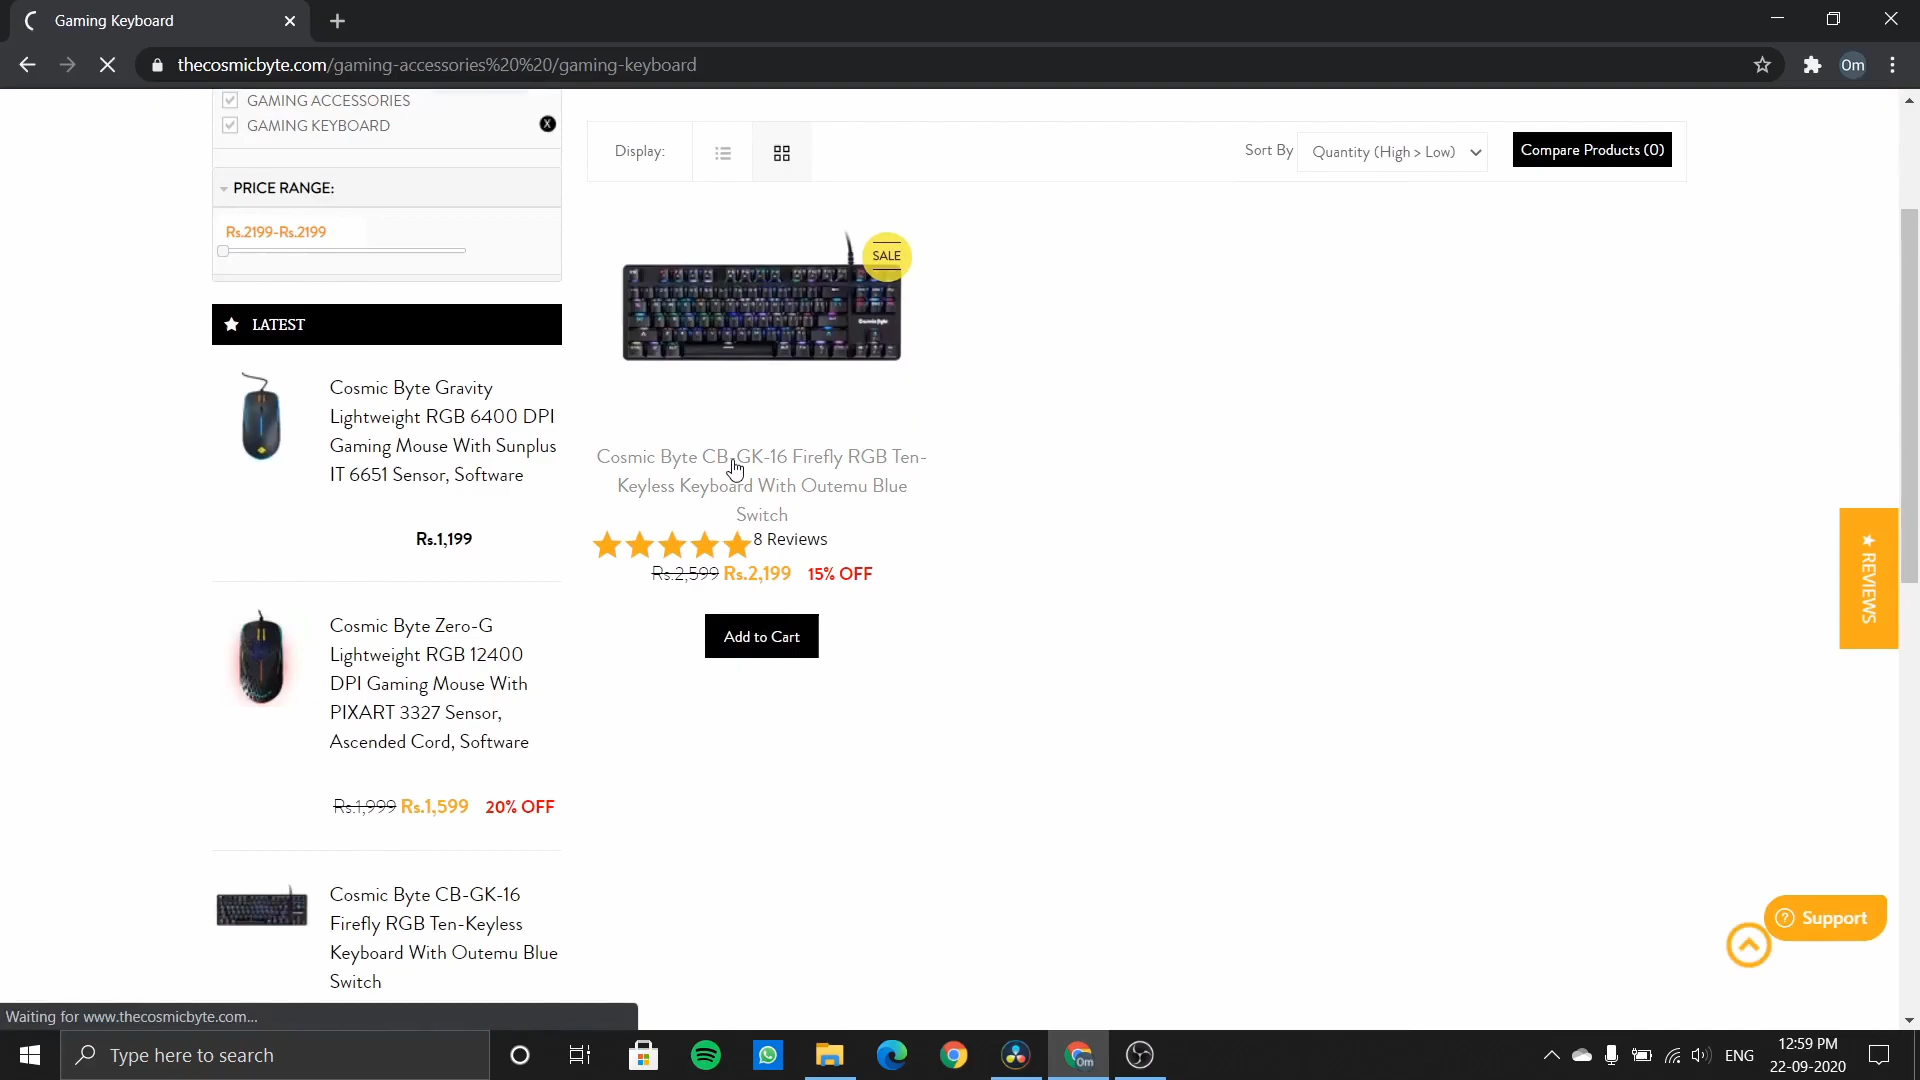 Gaming Keyboard
thecosmicbyte.com/gaming-accessories%20%20/gaming-keyboard
Om
GAMING ACCESSORIES
GAMING KEYBOARD
X
PRICE RANGE:
Rs.2199-Rs.2199
LATEST
Cosmic Byte Gravity
Lightweight RGB 6400 DPI
Gaming Mouse With Sunplus
IT 6651 Sensor, Software
Rs.1,199
Cosmic Byte Zero-G
Lightweight RGB 12400
DPI Gaming Mouse With
PIXART 3327 Sensor,
Ascended Cord, Software
Rs.1,999 Rs.1,599 20% OFF
Cosmic Byte CB-GK-16
Firefly RGB Ten-Keyless
Keyboard With Outemu Blue
Switch
Display:
Sort By Quantity (High > Low) Compare Products (0)
SALE
Cosmic Byte
Cosmic Byte CB-GK-16 Firefly RGB Ten-
Keyless Keyboard With Outemu Blue
Switch
8 Reviews
Rs.2,599 Rs.2,199 15% OFF
Add to Cart
★ REVIEWS
Support
Waiting for www.thecosmicbyte.com...
Type here to search
Om
ENG
12:59 PM
22-09-2020